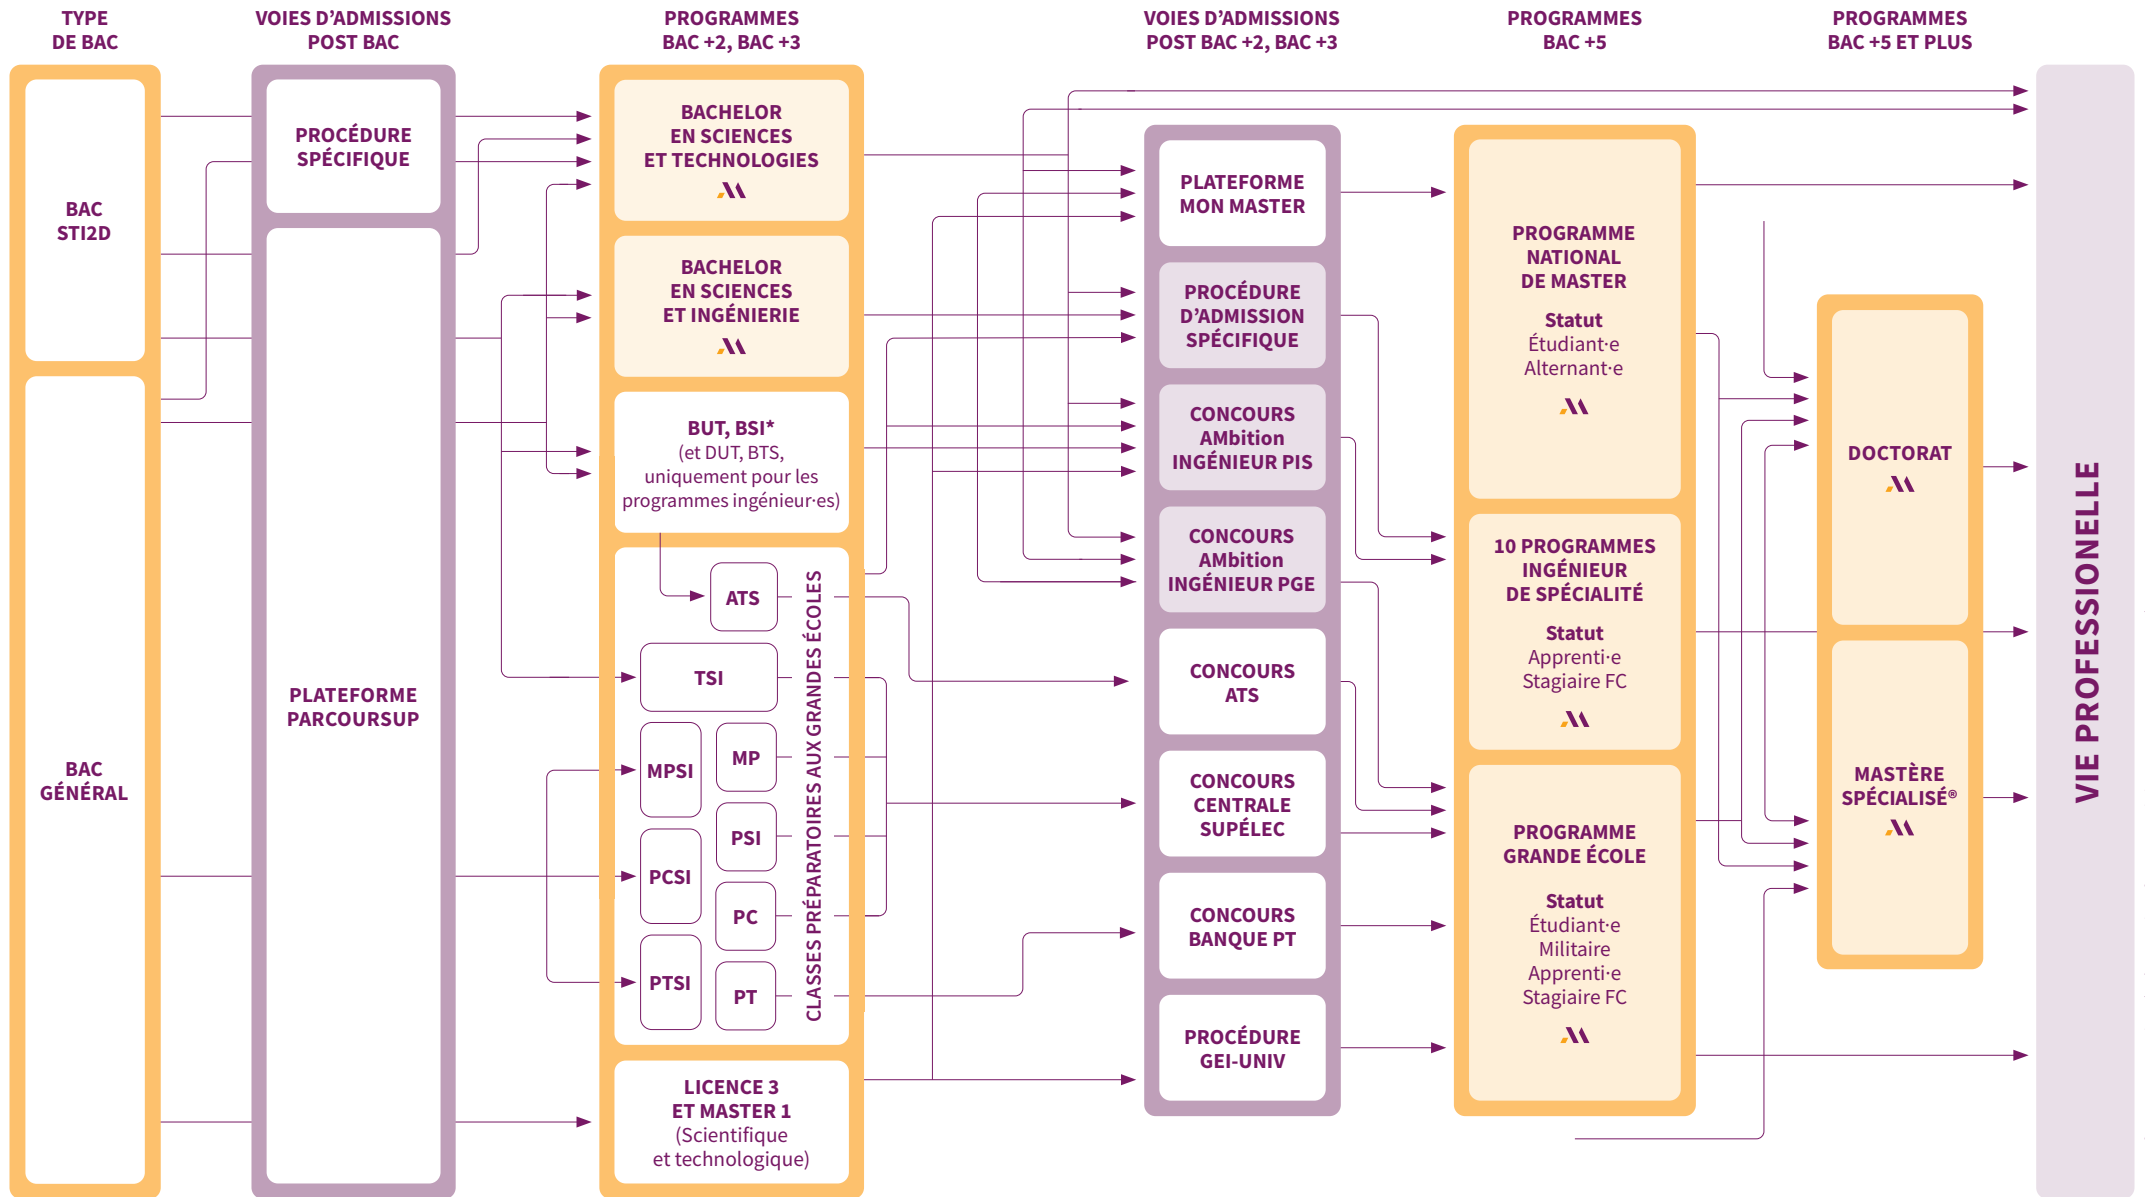 TYPE
DE BAC
VOIES D’ADMISSIONS
POST BAC
PROGRAMMES
BAC +2, BAC +3
VOIES D’ADMISSIONS
POST BAC +2, BAC +3
PROGRAMMES
BAC +5
PROGRAMMES
BAC +5 ET PLUS
BAC
STI2D
BAC
GÉNÉRAL
PROCÉDURE
SPÉCIFIQUE
PLATEFORME
PARCOURSUP
BACHELOR
EN SCIENCES
ET TECHNOLOGIES
BACHELOR
EN SCIENCES
ET INGÉNIERIE
BUT, BSI*
(et DUT, BTS,
uniquement pour les
programmes ingénieur·es)
ATS
TSI
MPSI
MP
PSI
PCSI
PC
PTSI
PT
CLASSES PRÉPARATOIRES AUX GRANDES ÉCOLES
LICENCE 3
ET MASTER 1
(Scientifique
et technologique)
PLATEFORME
MON MASTER
PROCÉDURE
D’ADMISSION
SPÉCIFIQUE
CONCOURS
AMbition
INGÉNIEUR PIS
CONCOURS
AMbition
INGÉNIEUR PGE
CONCOURS
ATS
CONCOURS
CENTRALE
SUPÉLEC
CONCOURS
BANQUE PT
PROCÉDURE
GEI-UNIV
PROGRAMME
NATIONAL
DE MASTER
Statut
Étudiant·e
Alternant·e
10 PROGRAMMES
INGÉNIEUR
DE SPÉCIALITÉ
Statut
Apprenti·e
Stagiaire FC
PROGRAMME
GRANDE ÉCOLE
Statut
Étudiant·e
Militaire
Apprenti·e
Stagiaire FC
DOCTORAT
MASTÈRE
SPÉCIALISÉ®
VIE PROFESSIONELLE